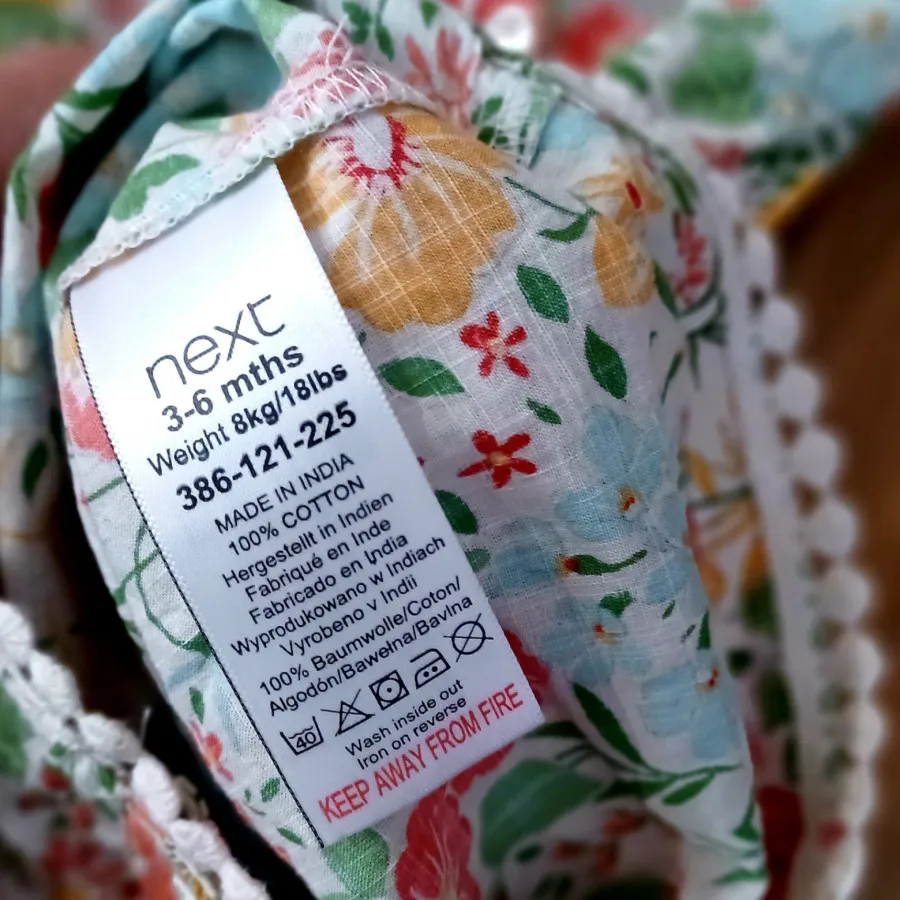 next
3-6 mths
Weight 8kg/18lbs
386-121-225
MADE IN INDIA
100% COTTON
Hergestellt in Indien
Fabriqué en Inde
Fabricado en India
Wyprodukowano w Indiach
Vyrobeno v Indii
100% Baumwolle/Coton/
Algodón/Bawełna/Bavlna
40
Wash inside out
Iron on reverse
KEEP AWAY FROM FIRE